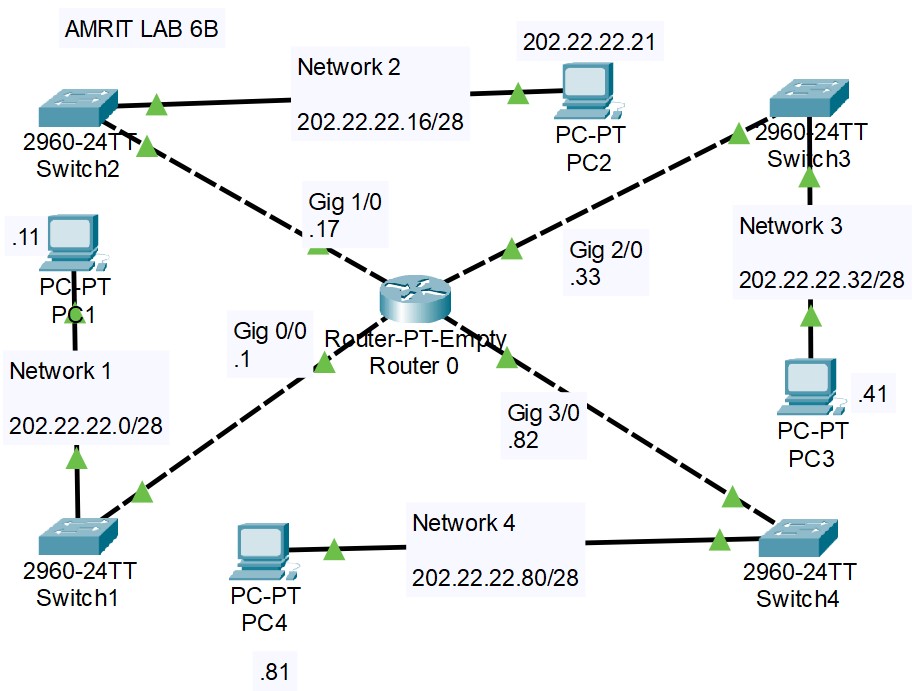 AMRIT LAB 6B
202.22.22.21
Network 2
202.22.22.16/28
2960-24TT
Switch2
PC-PT
PC2
2960-24TT
Switch3
Gig 1/0
.17
.11
PC-PT
PC1
Gig 2/0
.33
Network 3
202.22.22.32/28
Gig 0/0
.1
Router-PT-Empty
Router 0
Network 1
202.22.22.0/28
Gig 3/0
.82
.41
PC-PT
PC3
Network 4
202.22.22.80/28
2960-24TT
Switch1
PC-PT
PC4
2960-24TT
Switch4
.81